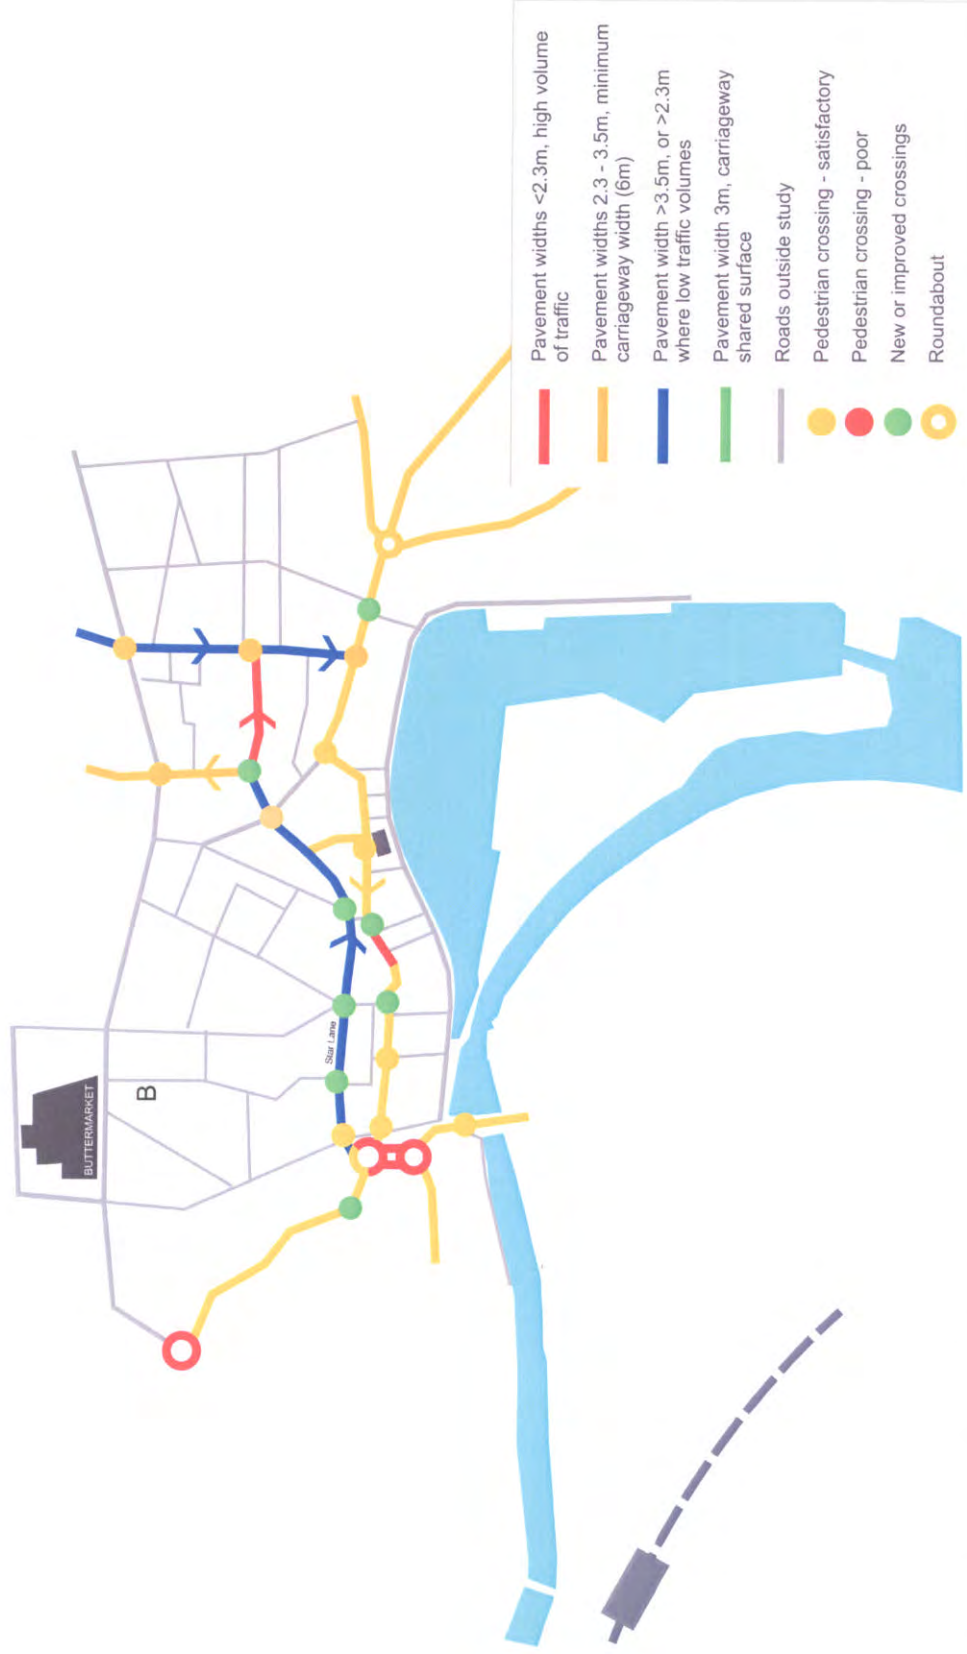 BUTTERMARKET
B
Star Lane
Pavement widths <2.3m, high volume
of traffic
Pavement widths 2.3 - 3.5m, minimum
carriageway width (6m)
Pavement width >3.5m, or >2.3m
where low traffic volumes
Pavement width 3m, carriageway
shared surface
Roads outside study
Pedestrian crossing - satisfactory
Pedestrian crossing - poor
New or improved crossings
Roundabout